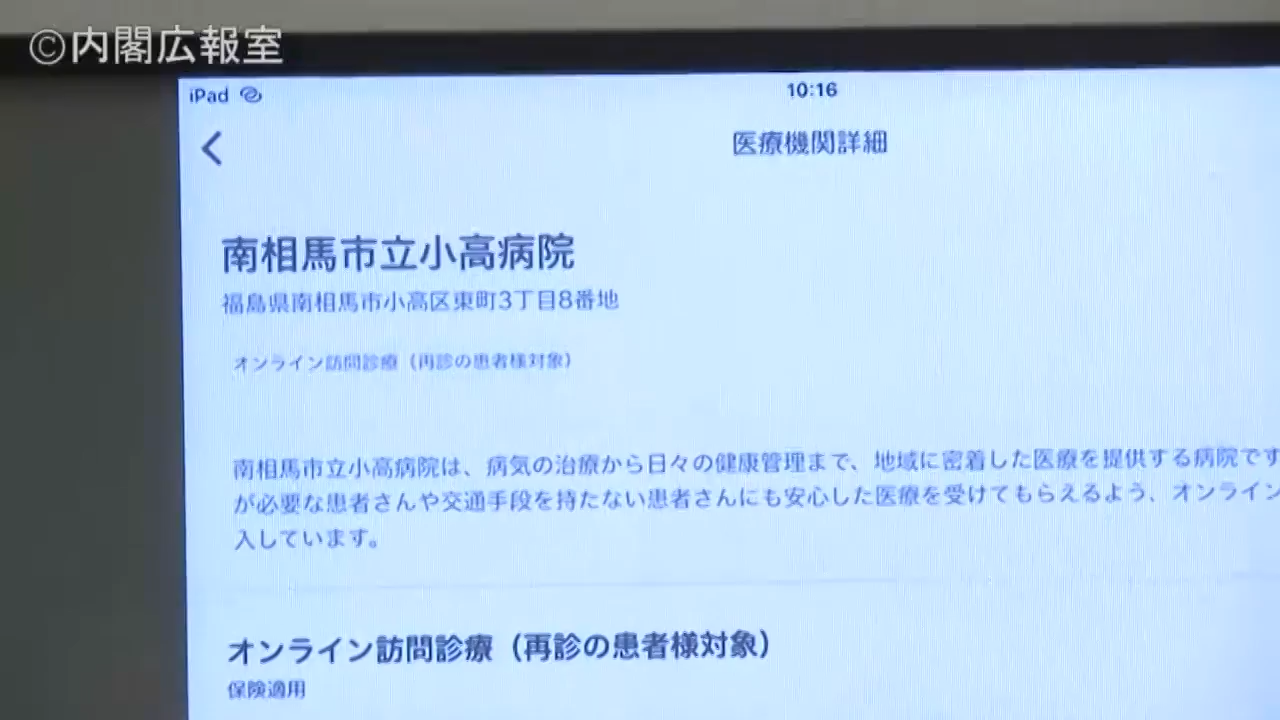 ©内閣広報室
iPad
10:16
医療機関詳細
南相馬市立小高病院
福島県南相馬市小高区東町3丁目8番地
オンライン訪問診療（再診の患者様対象）
南相馬市立小高病院は、病気の治療から日々の健康管理まで、地域に密着した医療を提供する病院です
が必要な患者さんや交通手段を持たない患者さんにも安心した医療を受けてもらえるよう、オンライン
入しています。
オンライン訪問診療（再診の患者様対象）
保険適用